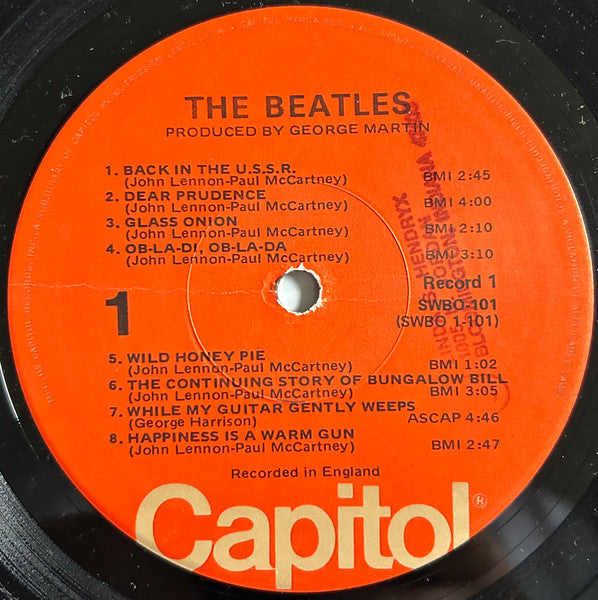 THE BEATLES
PRODUCED BY GEORGE MARTIN
1. BACK IN THE U.S.S.R.
(John Lennon-Paul McCartney) BMI 2:45
2. DEAR PRUDENCE
(John Lennon-Paul McCartney) BMI 4:00
3. GLASS ONION
(John Lennon-Paul McCartney) BMI 2:10
4. OB-LA-DI, OB-LA-DA
(John Lennon-Paul McCartney) BMI 3:10
1
Record 1
SWBO-101
(SWBO 1-101)
5. WILD HONEY PIE
(John Lennon-Paul McCartney) BMI 1:02
6. THE CONTINUING STORY OF BUNGALOW BILL
(John Lennon-Paul McCartney) BMI 3:05
7. WHILE MY GUITAR GENTLY WEEPS
(George Harrison) ASCAP 4:46
8. HAPPINESS IS A WARM GUN
(John Lennon-Paul McCartney) BMI 2:47
Recorded in England
Capitol®
HENDRYX
INDIANA